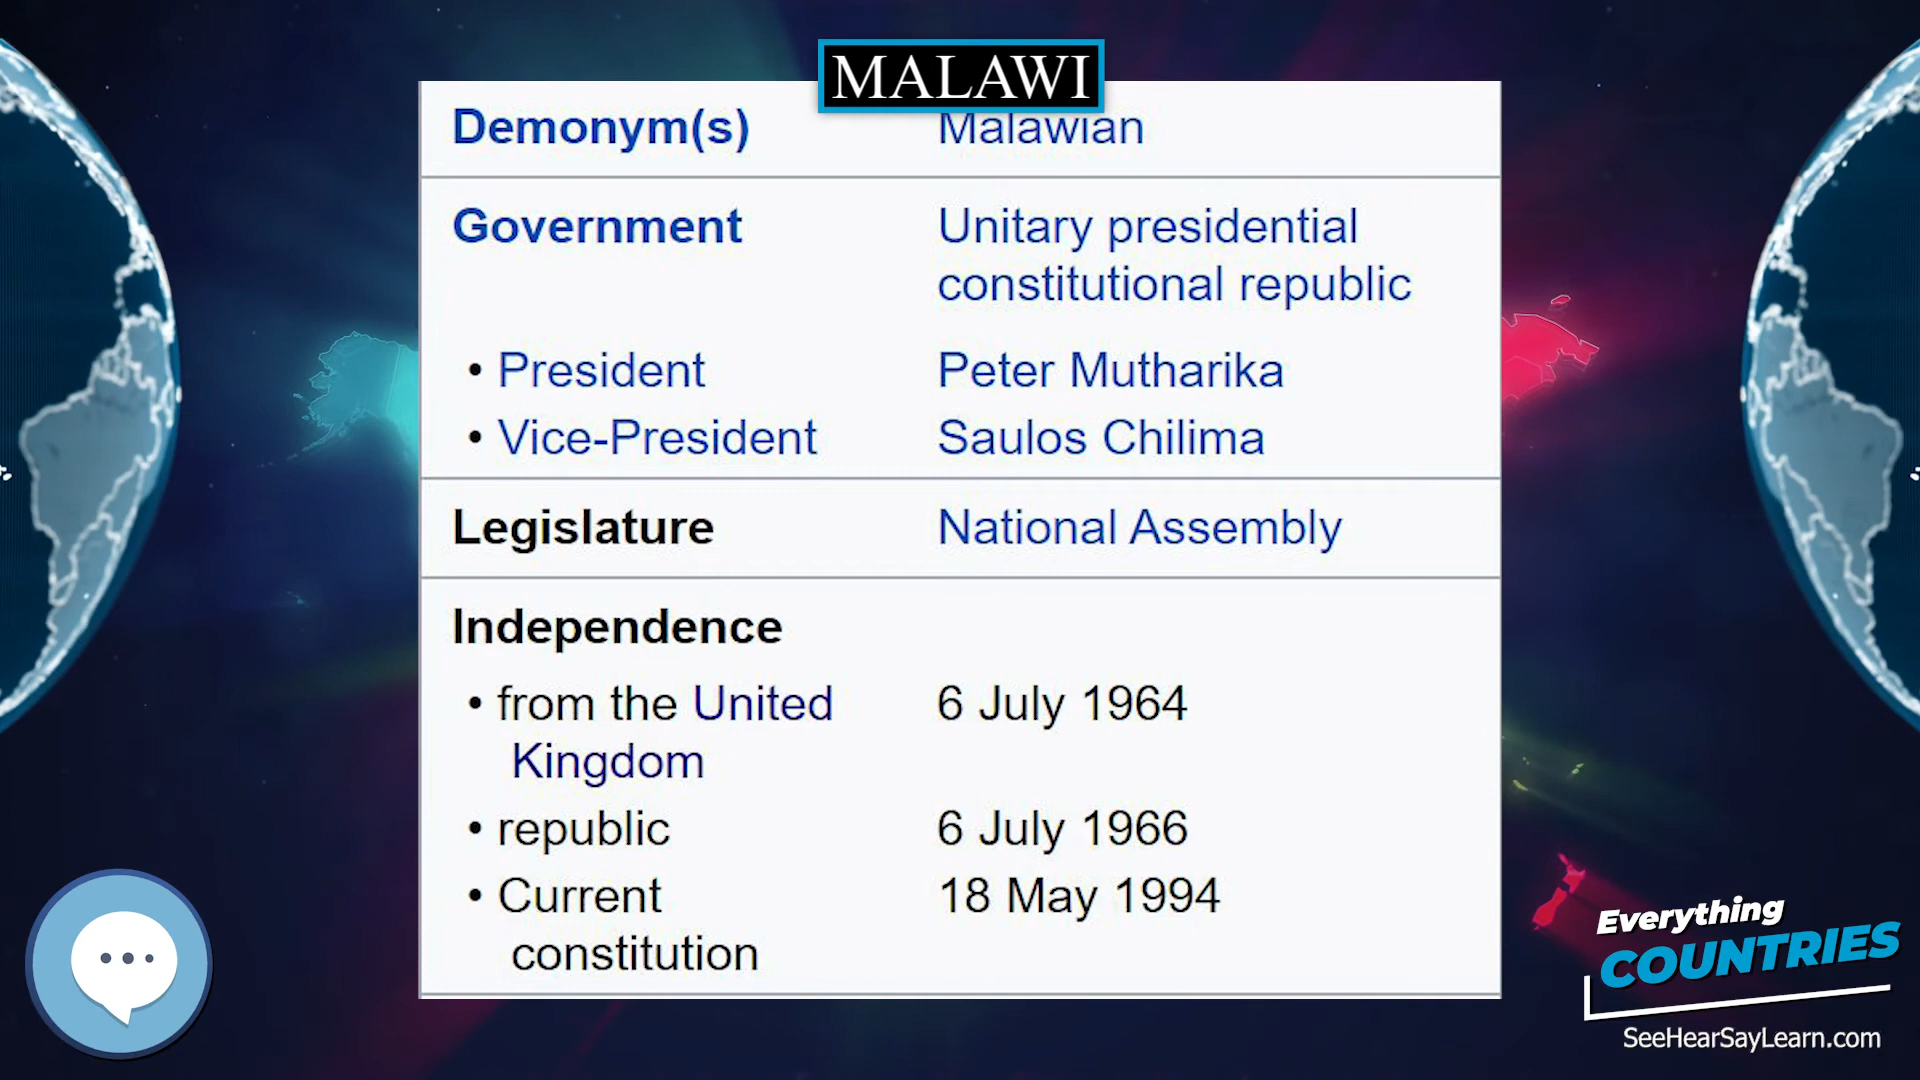 MALAWI
Demonym(s) Malawian
Government Unitary presidential
constitutional republic
• President Peter Mutharika
• Vice-President Saulos Chilima
Legislature National Assembly
Independence
• from the United 6 July 1964
Kingdom
• republic 6 July 1966
• Current 18 May 1994
constitution
Everything
COUNTRIES
SeeHearSayLearn.com